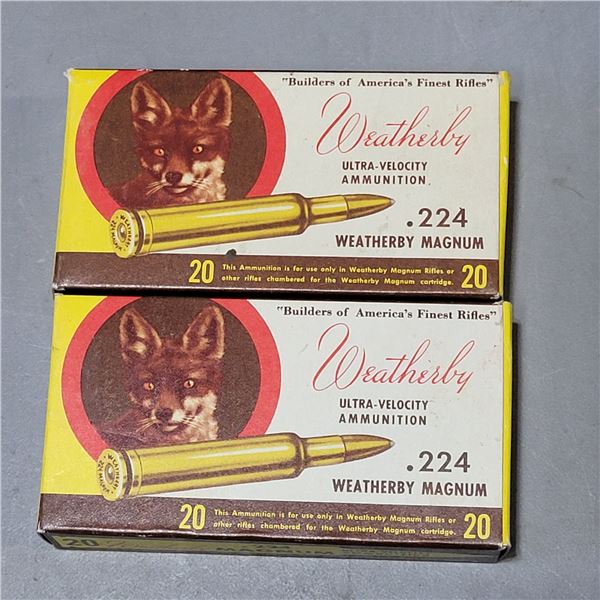 "Builders of America's Finest Rifles"
Weatherby
ULTRA-VELOCITY
AMMUNITION.
.224
WEATHERBY MAGNUM
20 This Ammunition is for use only in Weatherby Magnum Rifles or 20
other rifles chambered for the Weatherby Magnum cartridge.
"Builders of America's Finest Rifles"
Weatherby
ULTRA-VELOCITY
AMMUNITION
.224
WEATHERBY MAGNUM
20 This Ammunition is for use only in Weatherby Magnum Rifles or 20
other rifles chambered for the Weatherby Magnum cartridge.
20